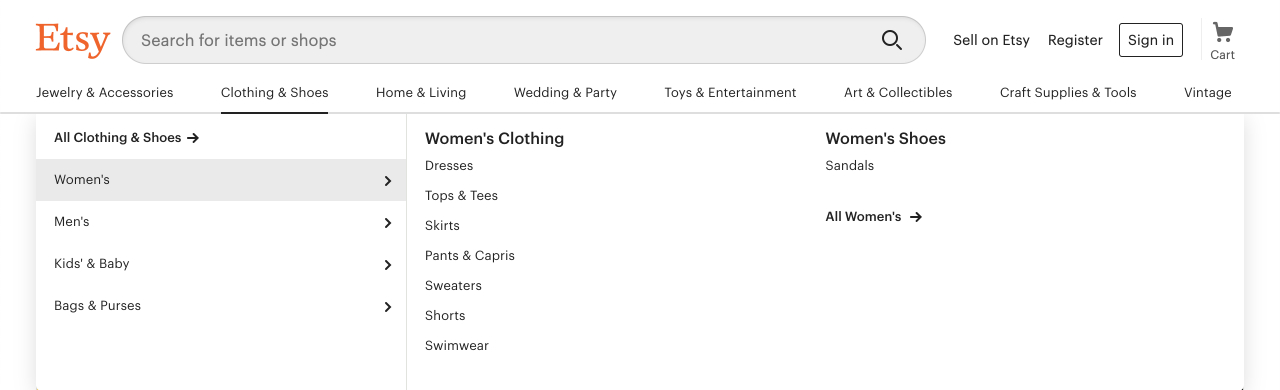 Etsy
Search for items or shops
Sell on Etsy
Register
Sign in
Cart
Jewelry & Accessories
Clothing & Shoes
Home & Living
Wedding & Party
Toys & Entertainment
Art & Collectibles
Craft Supplies & Tools
Vintage
All Clothing & Shoes
Women's
Men's
Kids' & Baby
Bags & Purses
Women's Clothing
Dresses
Tops & Tees
Skirts
Pants & Capris
Sweaters
Shorts
Swimwear
Women's Shoes
Sandals
All Women's